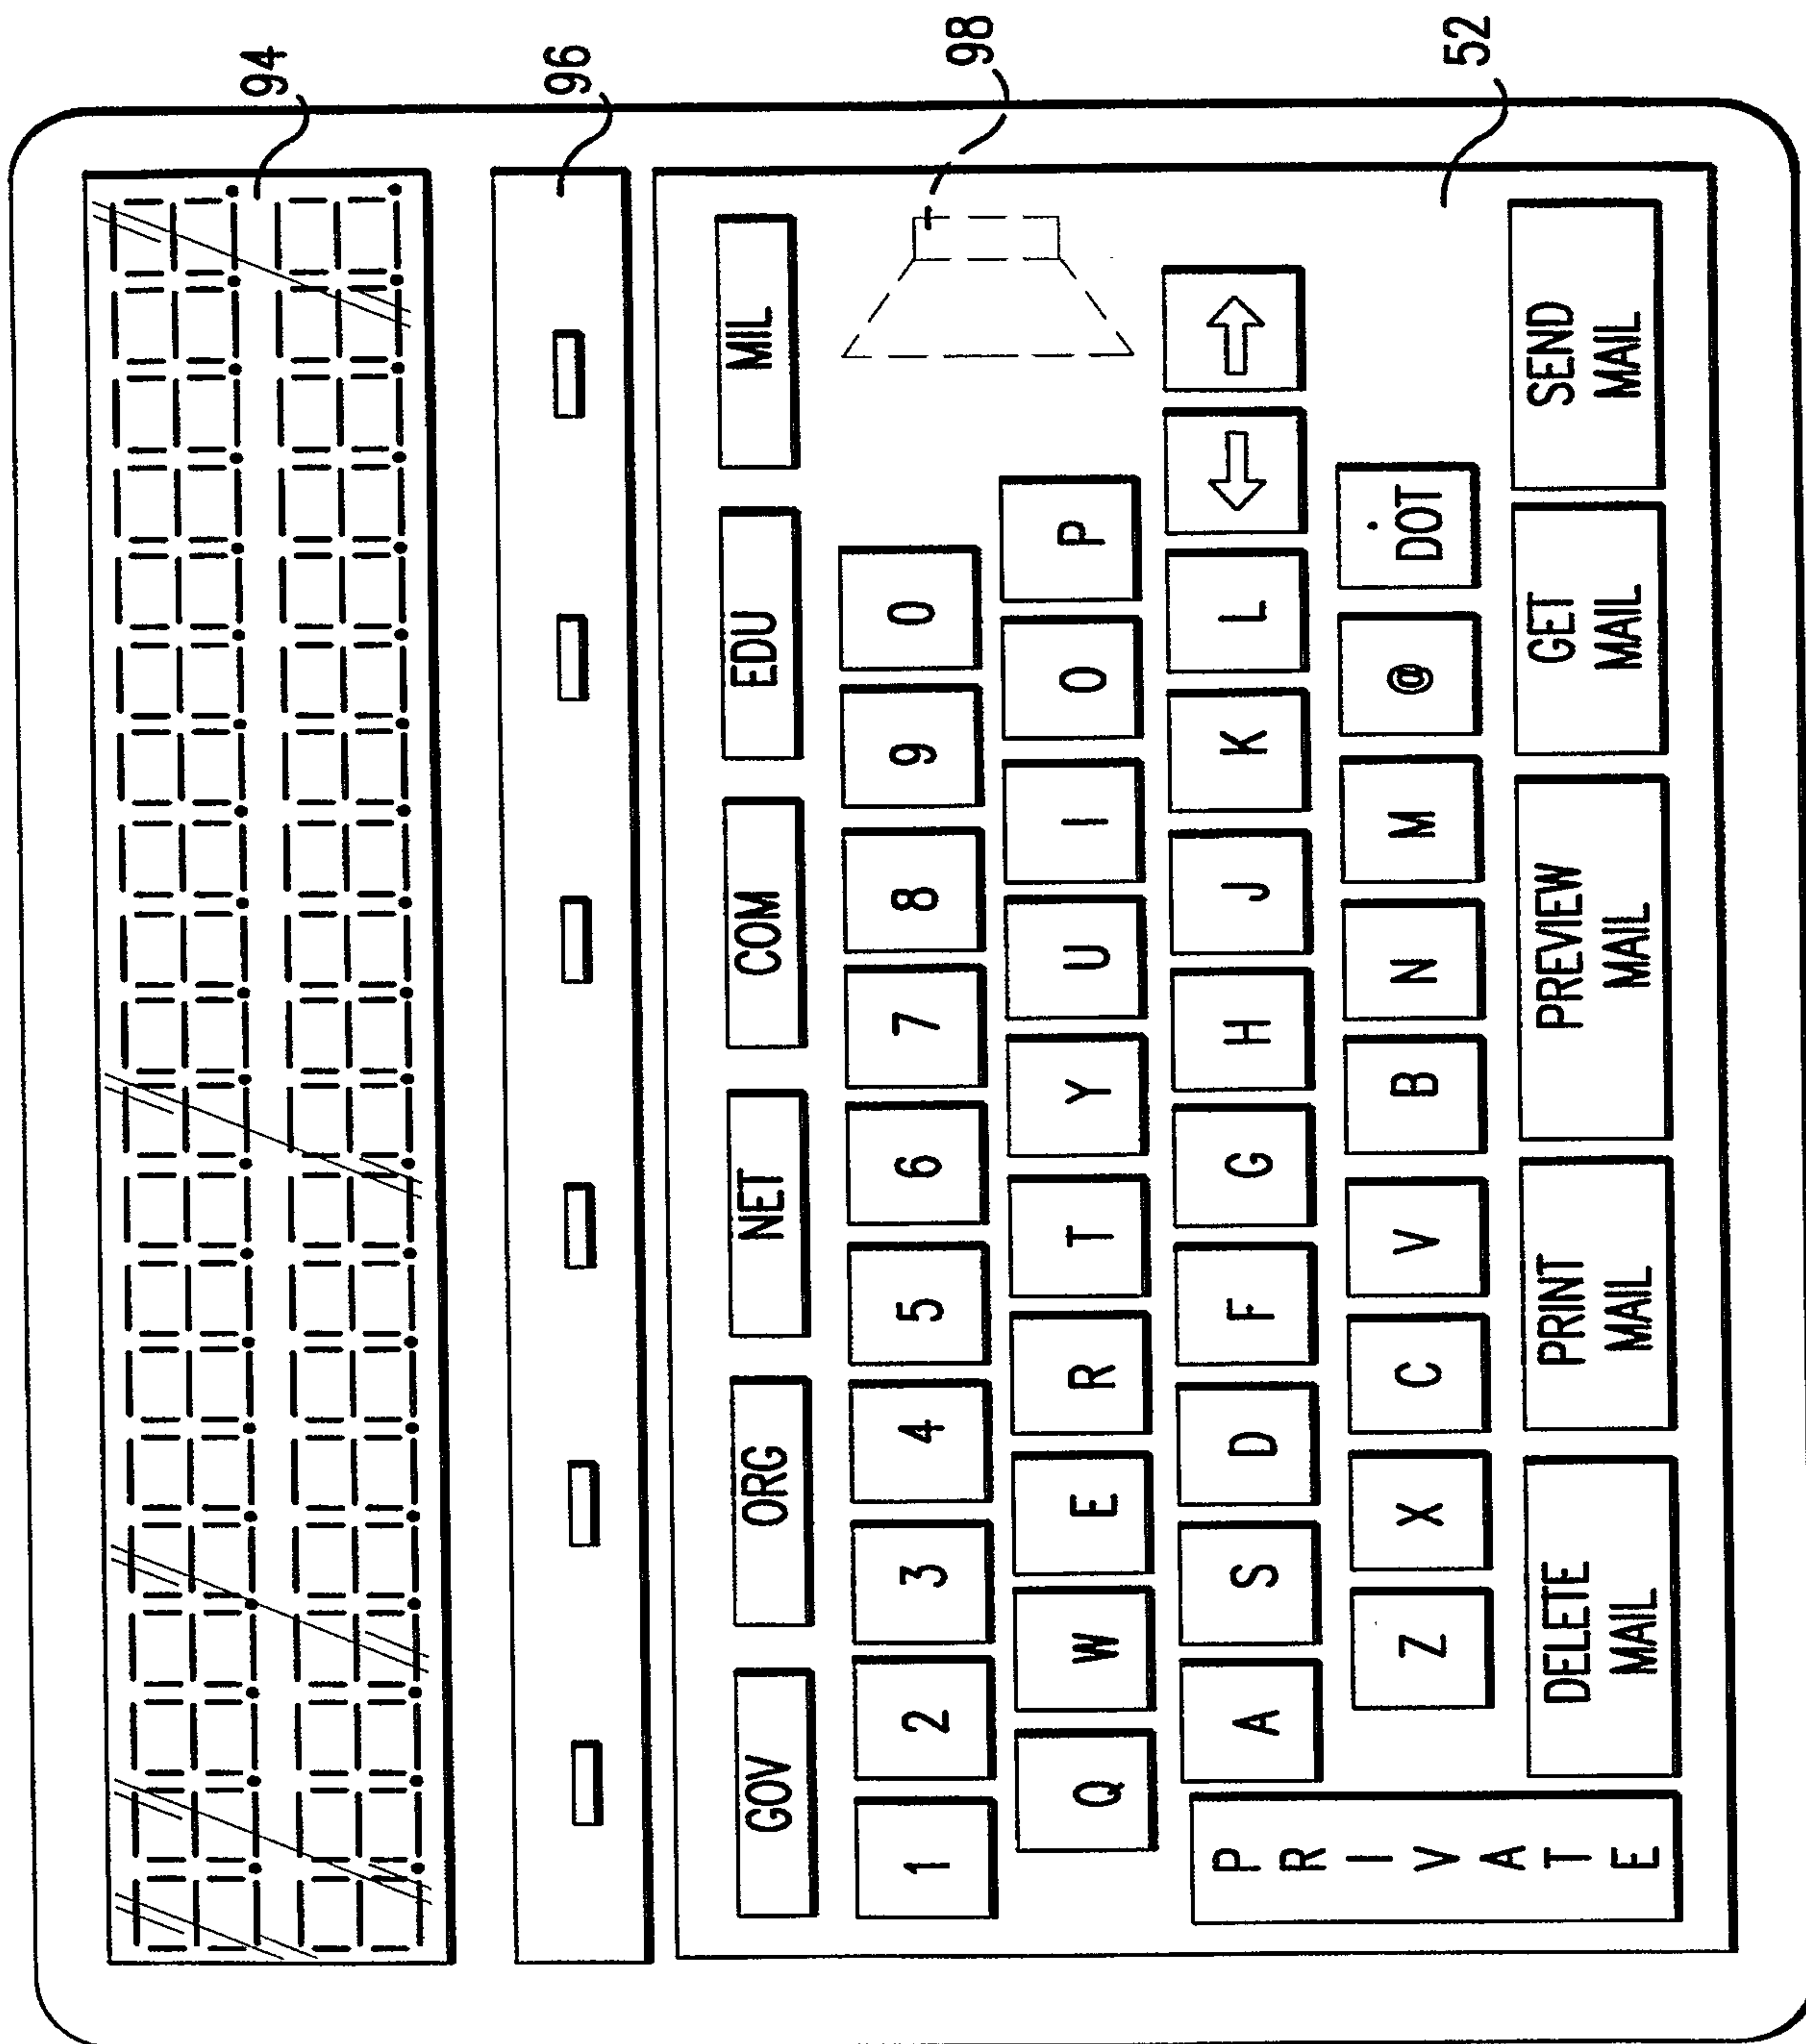 94
96
98
52
GOV ORG NET COM EDU MIL
1 2 3 4 5 6 7 8 9 0
Q W E R T Y U I O P
A S D F G H J K L
Z X C V B N M @ . DOT
PRIVATE
DELETE MAIL
PRINT MAIL
PREVIEW MAIL
GET MAIL
SEND MAIL